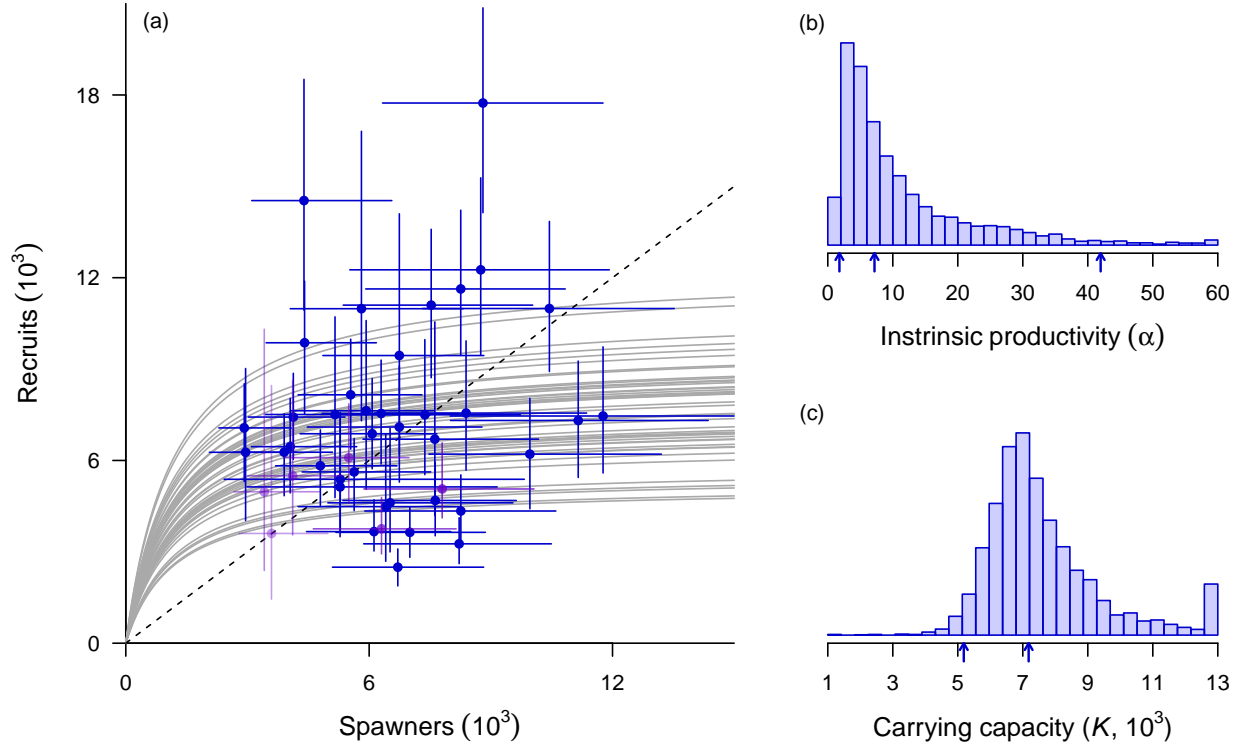 (a)
Recruits (10³)
18
12
6
0
0 6 12
Spawners (10³)
(b)
0 10 20 30 40 50 60
Instrinsic productivity (α)
(c)
1 3 5 7 9 11 13
Carrying capacity (K, 10³)